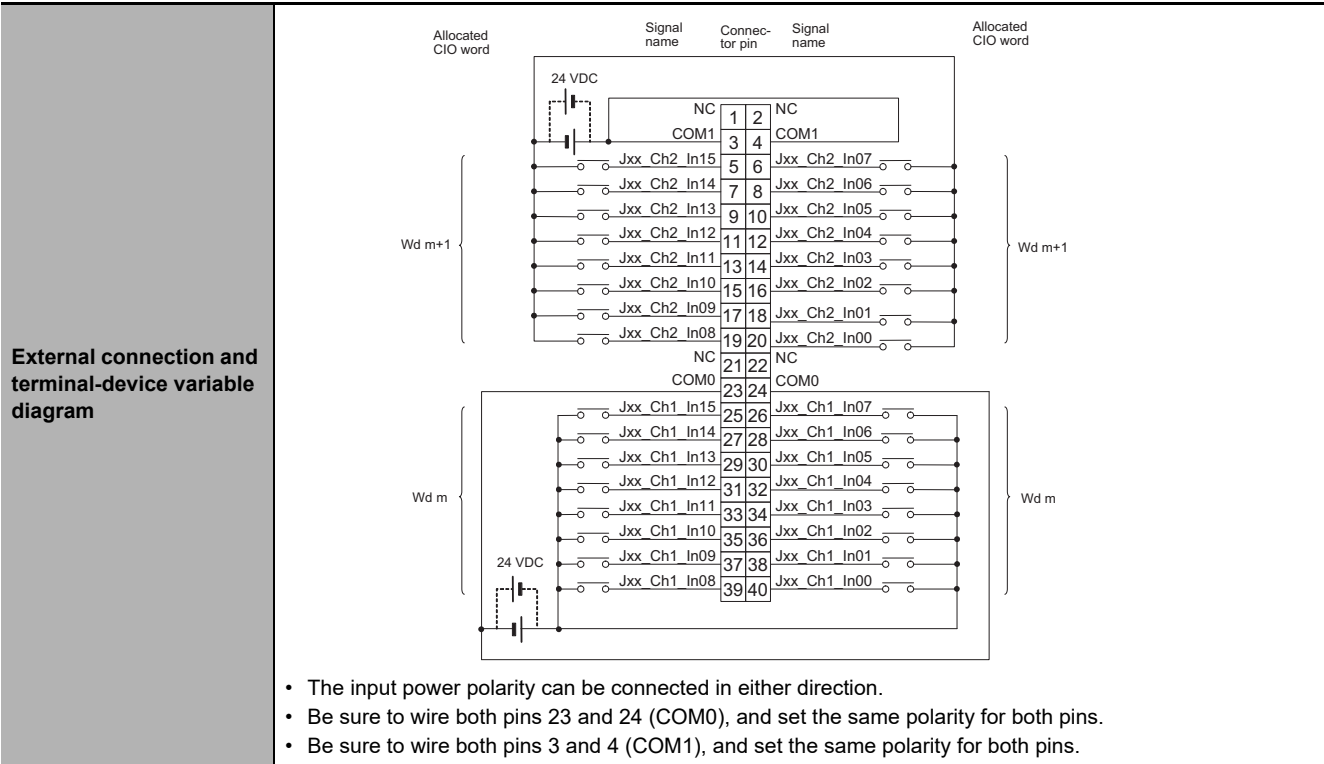 External connection and
terminal-device variable
diagram
Allocated
CIO word
Signal
name
Connec-
tor pin
Signal
name
Allocated
CIO word
24 VDC
NC 1 2 NC
COM1 3 4 COM1
Jxx_Ch2_In15 5 6 Jxx_Ch2_In07
Jxx_Ch2_In14 7 8 Jxx_Ch2_In06
Jxx_Ch2_In13 9 10 Jxx_Ch2_In05
Wd m+1 Jxx_Ch2_In12 11 12 Jxx_Ch2_In04 Wd m+1
Jxx_Ch2_In11 13 14 Jxx_Ch2_In03
Jxx_Ch2_In10 15 16 Jxx_Ch2_In02
Jxx_Ch2_In09 17 18 Jxx_Ch2_In01
Jxx_Ch2_In08 19 20 Jxx_Ch2_In00
NC 21 22 NC
COM0 23 24 COM0
Jxx_Ch1_In15 25 26 Jxx_Ch1_In07
Jxx_Ch1_In14 27 28 Jxx_Ch1_In06
Jxx_Ch1_In13 29 30 Jxx_Ch1_In05
Wd m Jxx_Ch1_In12 31 32 Jxx_Ch1_In04 Wd m
Jxx_Ch1_In11 33 34 Jxx_Ch1_In03
Jxx_Ch1_In10 35 36 Jxx_Ch1_In02
24 VDC Jxx_Ch1_In09 37 38 Jxx_Ch1_In01
Jxx_Ch1_In08 39 40 Jxx_Ch1_In00
• The input power polarity can be connected in either direction.
• Be sure to wire both pins 23 and 24 (COM0), and set the same polarity for both pins.
• Be sure to wire both pins 3 and 4 (COM1), and set the same polarity for both pins.